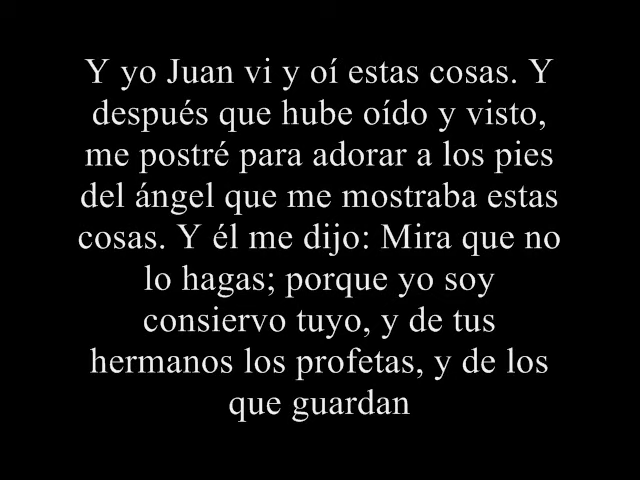 Y yo Juan vi y oí estas cosas. Y
después que hube oído y visto,
me postré para adorar a los pies
del ángel que me mostraba estas
cosas. Y él me dijo: Mira que no
lo hagas; porque yo soy
consiervo tuyo, y de tus
hermanos los profetas, y de los
que guardan